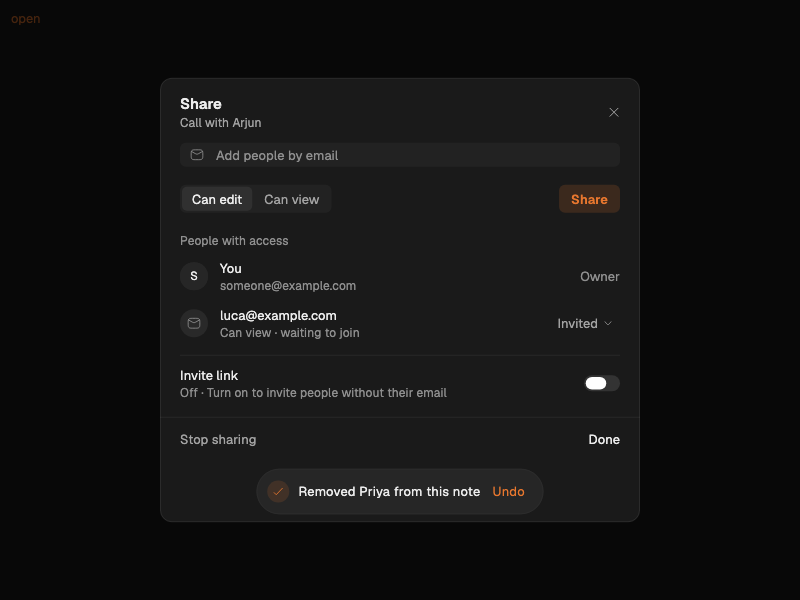 open
Share
Call with Arjun
Add people by email
Can edit
Can view
Share
People with access
S
You
someone@example.com
Owner
luca@example.com
Can view · waiting to join
Invited
Invite link
Off · Turn on to invite people without their email
Stop sharing
Done
Removed Priya from this note
Undo